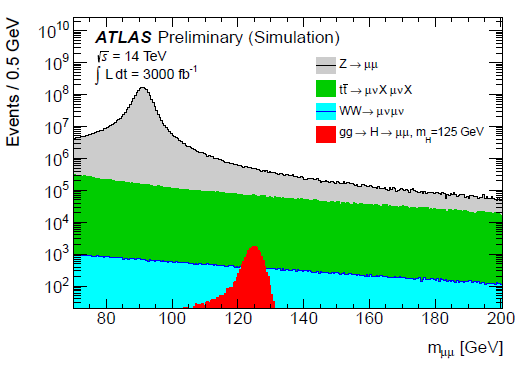 Events / 0.5 GeV
10¹⁰
10⁹
10⁸
10⁷
10⁶
10⁵
10⁴
10³
10²
ATLAS Preliminary (Simulation)
√s = 14 TeV
∫ L dt = 3000 fb⁻¹
Z → μμ
tt̄ → μνX μνX
WW→ μνμν
gg → H → μμ, m_H=125 GeV
80 100 120 140 160 180 200
m_μμ [GeV]